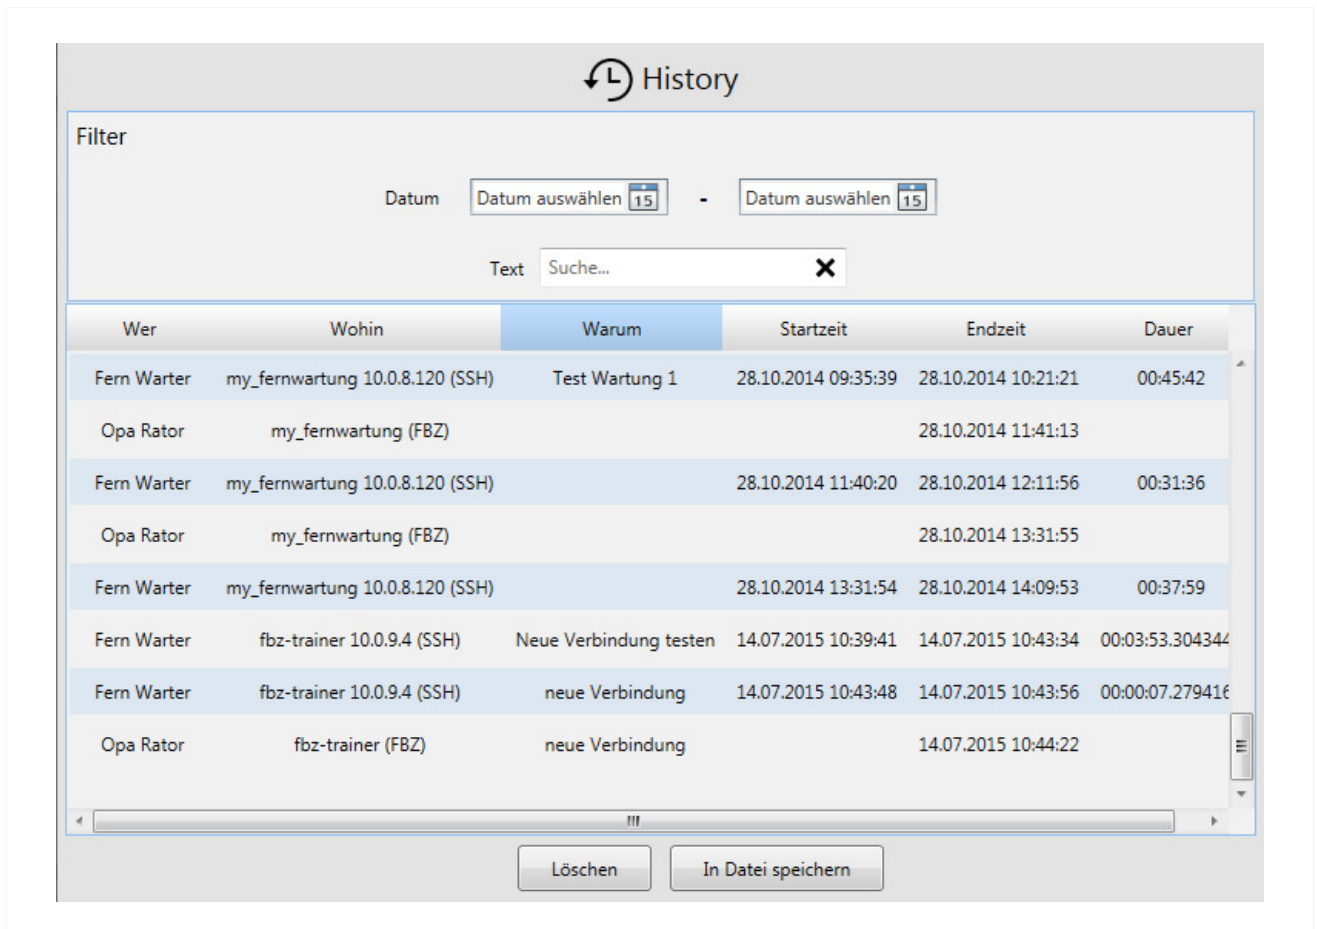 History
Filter
Datum Datum auswählen 15 - Datum auswählen 15
Text Suche...
Wer Wohin Warum Startzeit Endzeit Dauer
Fern Warter my_fernwartung 10.0.8.120 (SSH) Test Wartung 1 28.10.2014 09:35:39 28.10.2014 10:21:21 00:45:42
Opa Rator my_fernwartung (FBZ) 28.10.2014 11:41:13
Fern Warter my_fernwartung 10.0.8.120 (SSH) 28.10.2014 11:40:20 28.10.2014 12:11:56 00:31:36
Opa Rator my_fernwartung (FBZ) 28.10.2014 13:31:55
Fern Warter my_fernwartung 10.0.8.120 (SSH) 28.10.2014 13:31:54 28.10.2014 14:09:53 00:37:59
Fern Warter fbz-trainer 10.0.9.4 (SSH) Neue Verbindung testen 14.07.2015 10:39:41 14.07.2015 10:43:34 00:03:53.304344
Fern Warter fbz-trainer 10.0.9.4 (SSH) neue Verbindung 14.07.2015 10:43:48 14.07.2015 10:43:56 00:00:07.279416
Opa Rator fbz-trainer (FBZ) neue Verbindung 14.07.2015 10:44:22
Löschen In Datei speichern